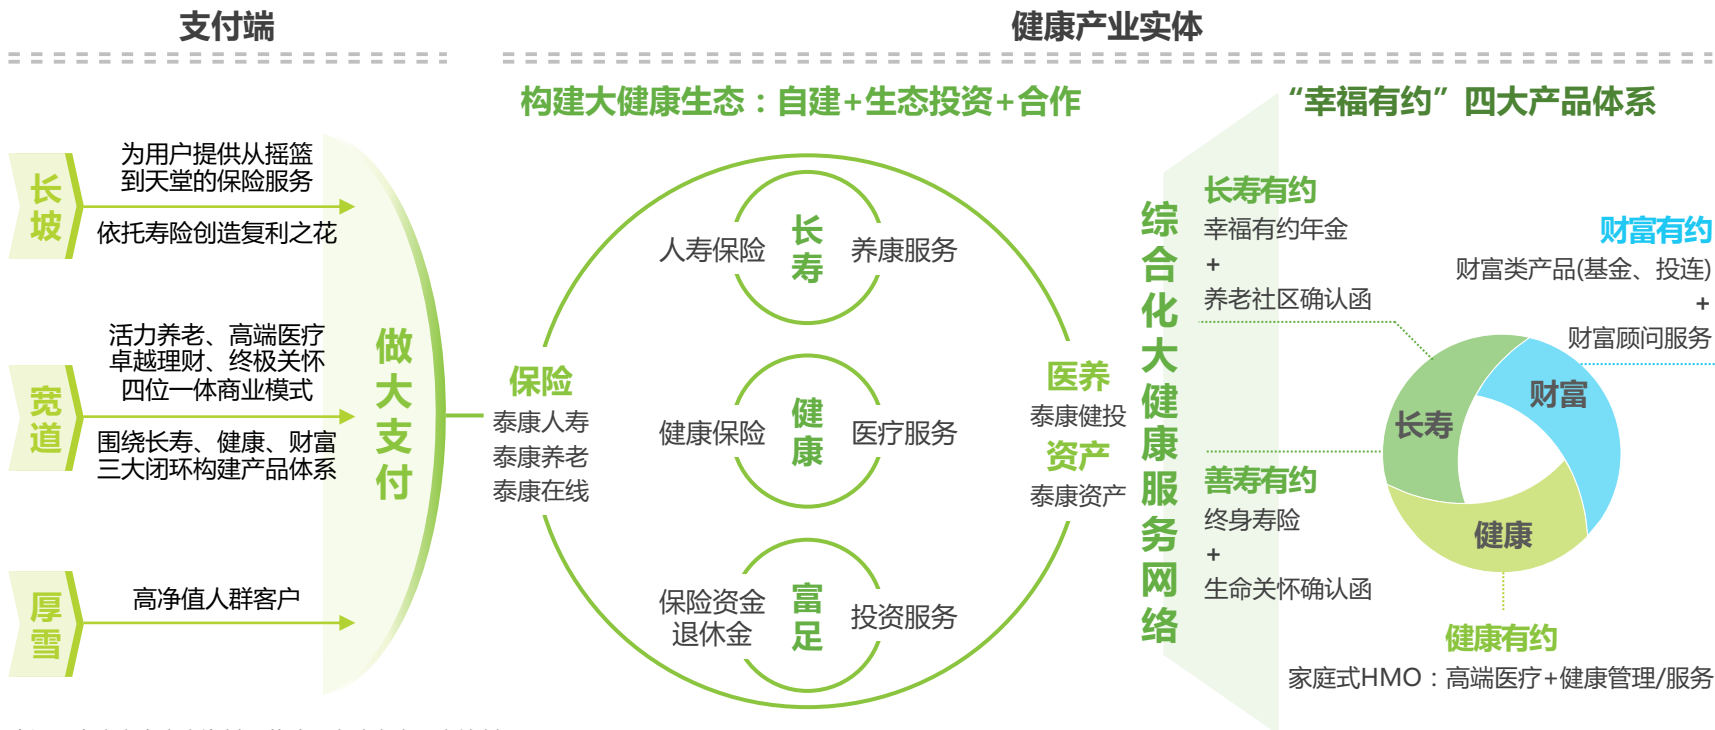 支付端
健康产业实体
构建大健康生态：自建+生态投资+合作
“幸福有约”四大产品体系
长坡
为用户提供从摇篮
到天堂的保险服务
依托寿险创造复利之花
宽道
活力养老、高端医疗
卓越理财、终极关怀
四位一体商业模式
围绕长寿、健康、财富
三大闭环构建产品体系
厚雪
高净值人群客户
做大支付
保险
泰康人寿
泰康养老
泰康在线
人寿保险
长寿
养康服务
健康保险
健康
医疗服务
保险资金
退休金
富足
投资服务
医养
泰康健投
资产
泰康资产
综合化大健康服务网络
长寿有约
幸福有约年金
+
养老社区确认函
善寿有约
终身寿险
+
生命关怀确认函
财富有约
财富类产品(基金、投连)
+
财富顾问服务
长寿
财富
健康
健康有约
家庭式HMO：高端医疗+健康管理/服务